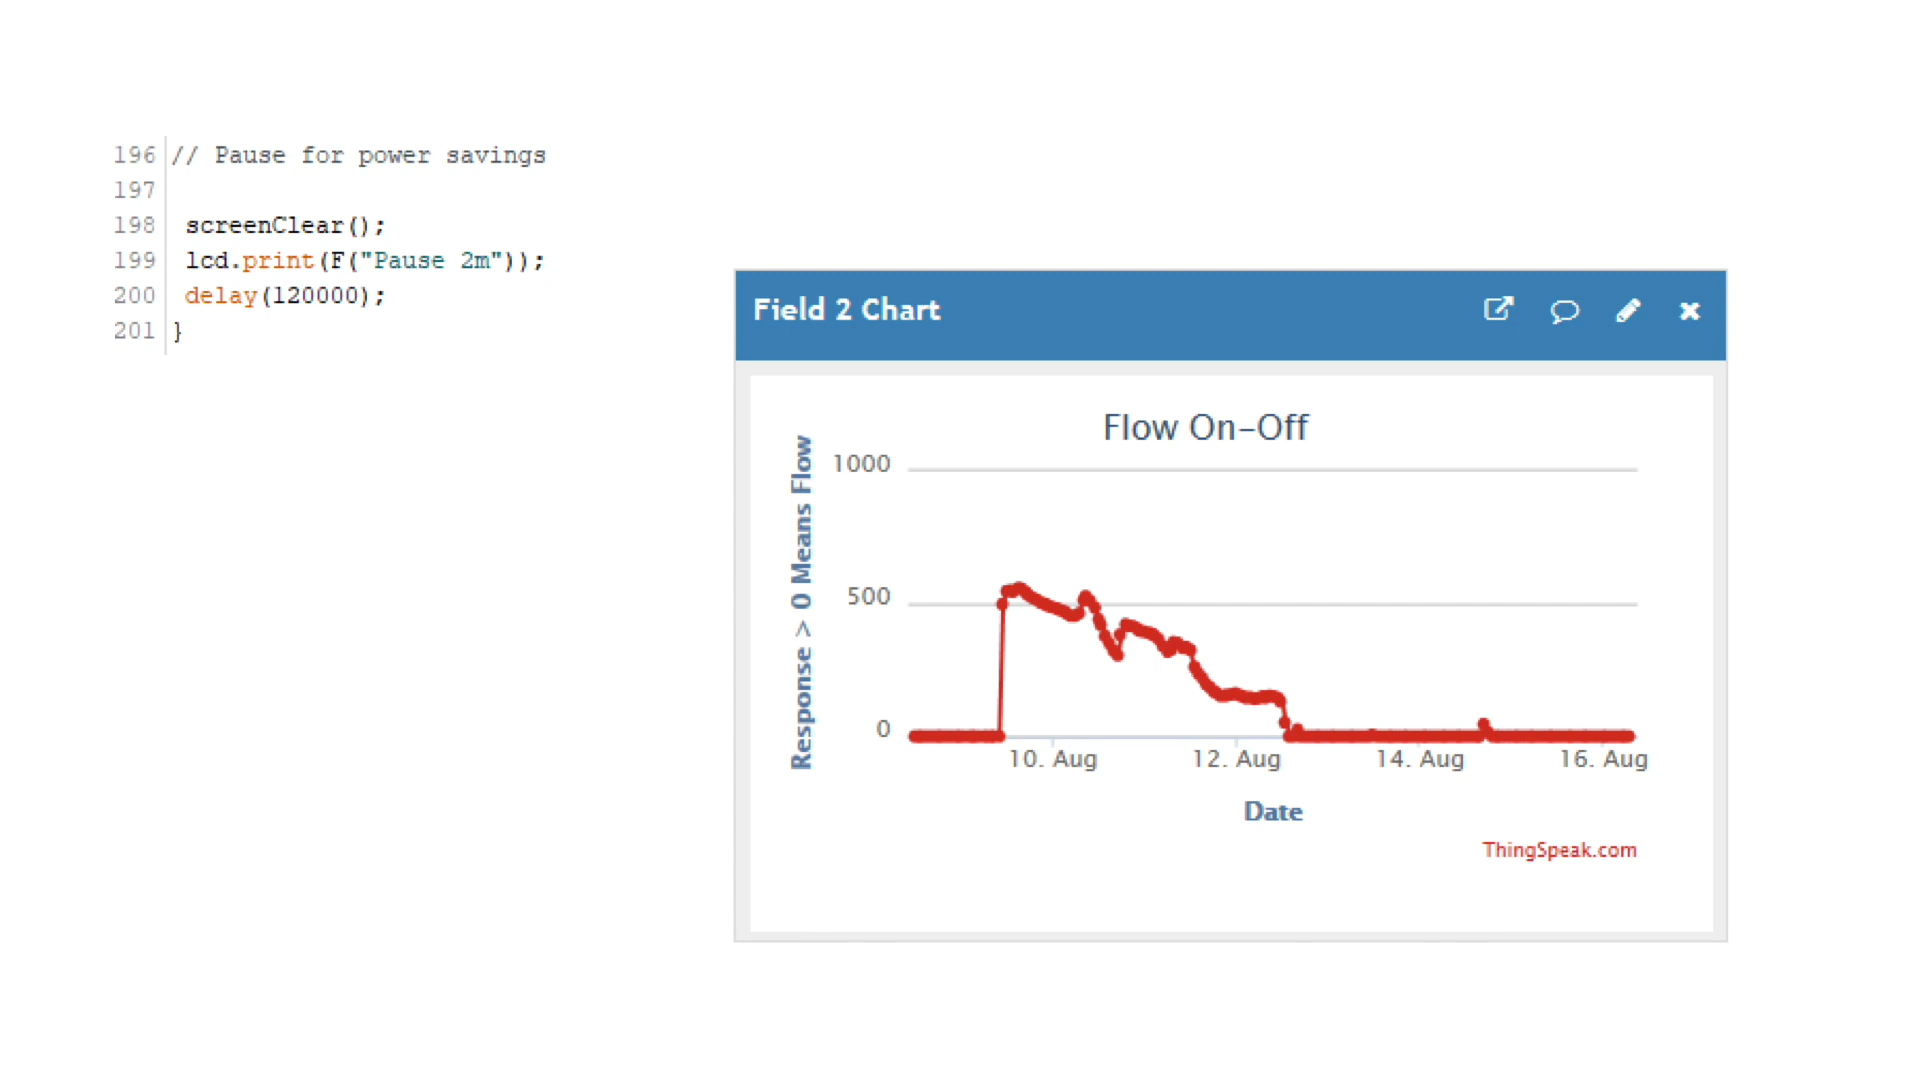 196 // Pause for power savings
197
198 screenClear();
199 lcd.print(F("Pause 2m"));
200 delay(120000);
201 }
Field 2 Chart
Flow On-Off
Response > 0 Means Flow
1000
500
0
10. Aug 12. Aug 14. Aug 16. Aug
Date
ThingSpeak.com